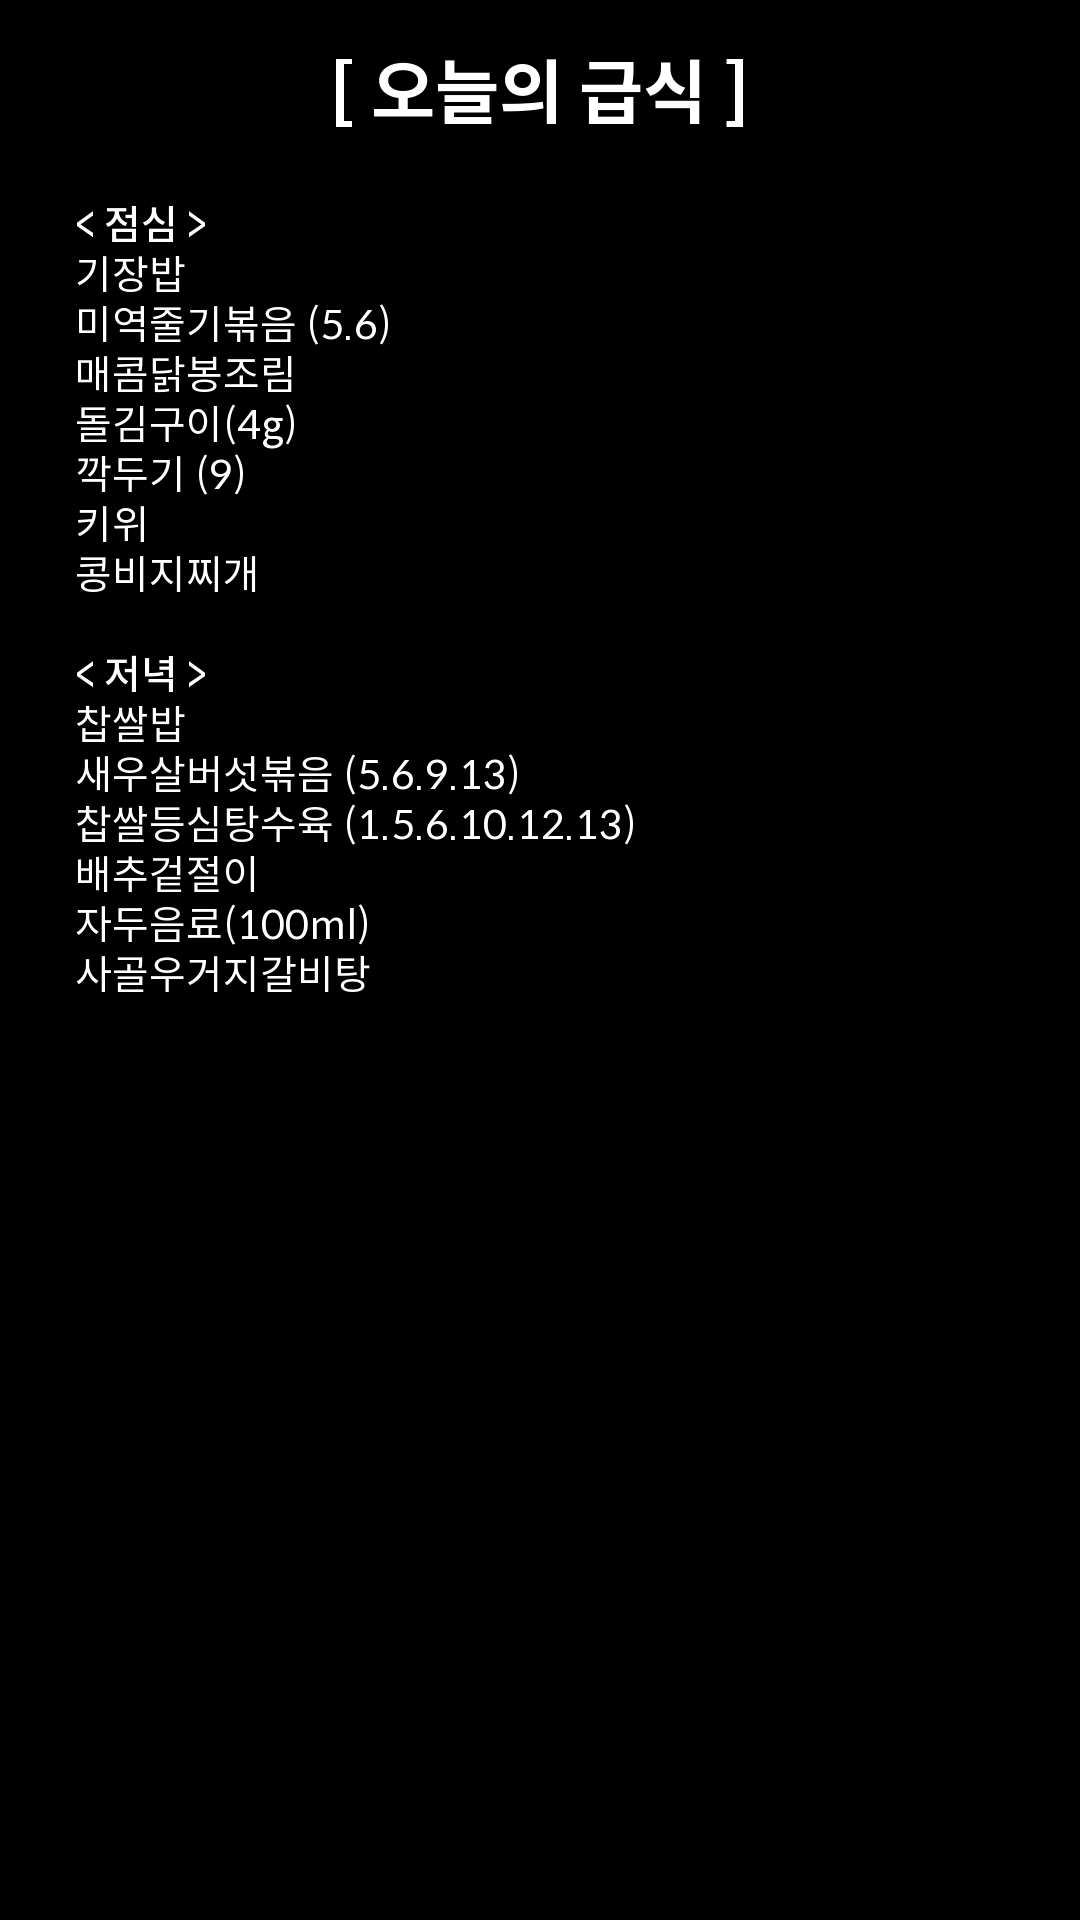 [ 오늘의 급식 ]
< 점심 >
기장밥
미역줄기볶음 (5.6)
매콤닭봉조림
돌김구이(4g)
깍두기 (9)
키위
콩비지찌개
< 저녁 >
찹쌀밥
새우살버섯볶음 (5.6.9.13)
찹쌀등심탕수육 (1.5.6.10.12.13)
배추겉절이
자두음료(100ml)
사골우거지갈비탕